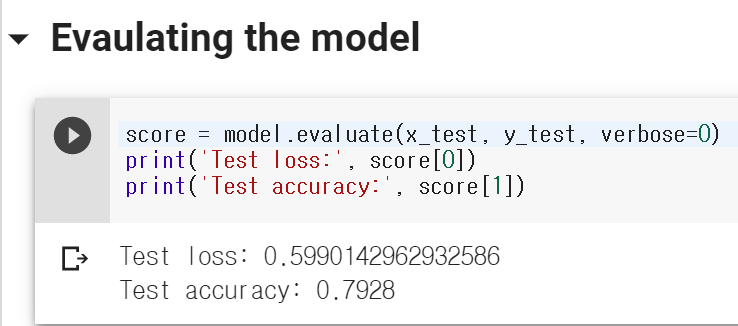 Evaulating the model
score = model.evaluate(x_test, y_test, verbose=0)
print('Test loss:', score[0])
print('Test accuracy:', score[1])
Test loss: 0.5990142962932586
Test accuracy: 0.7928